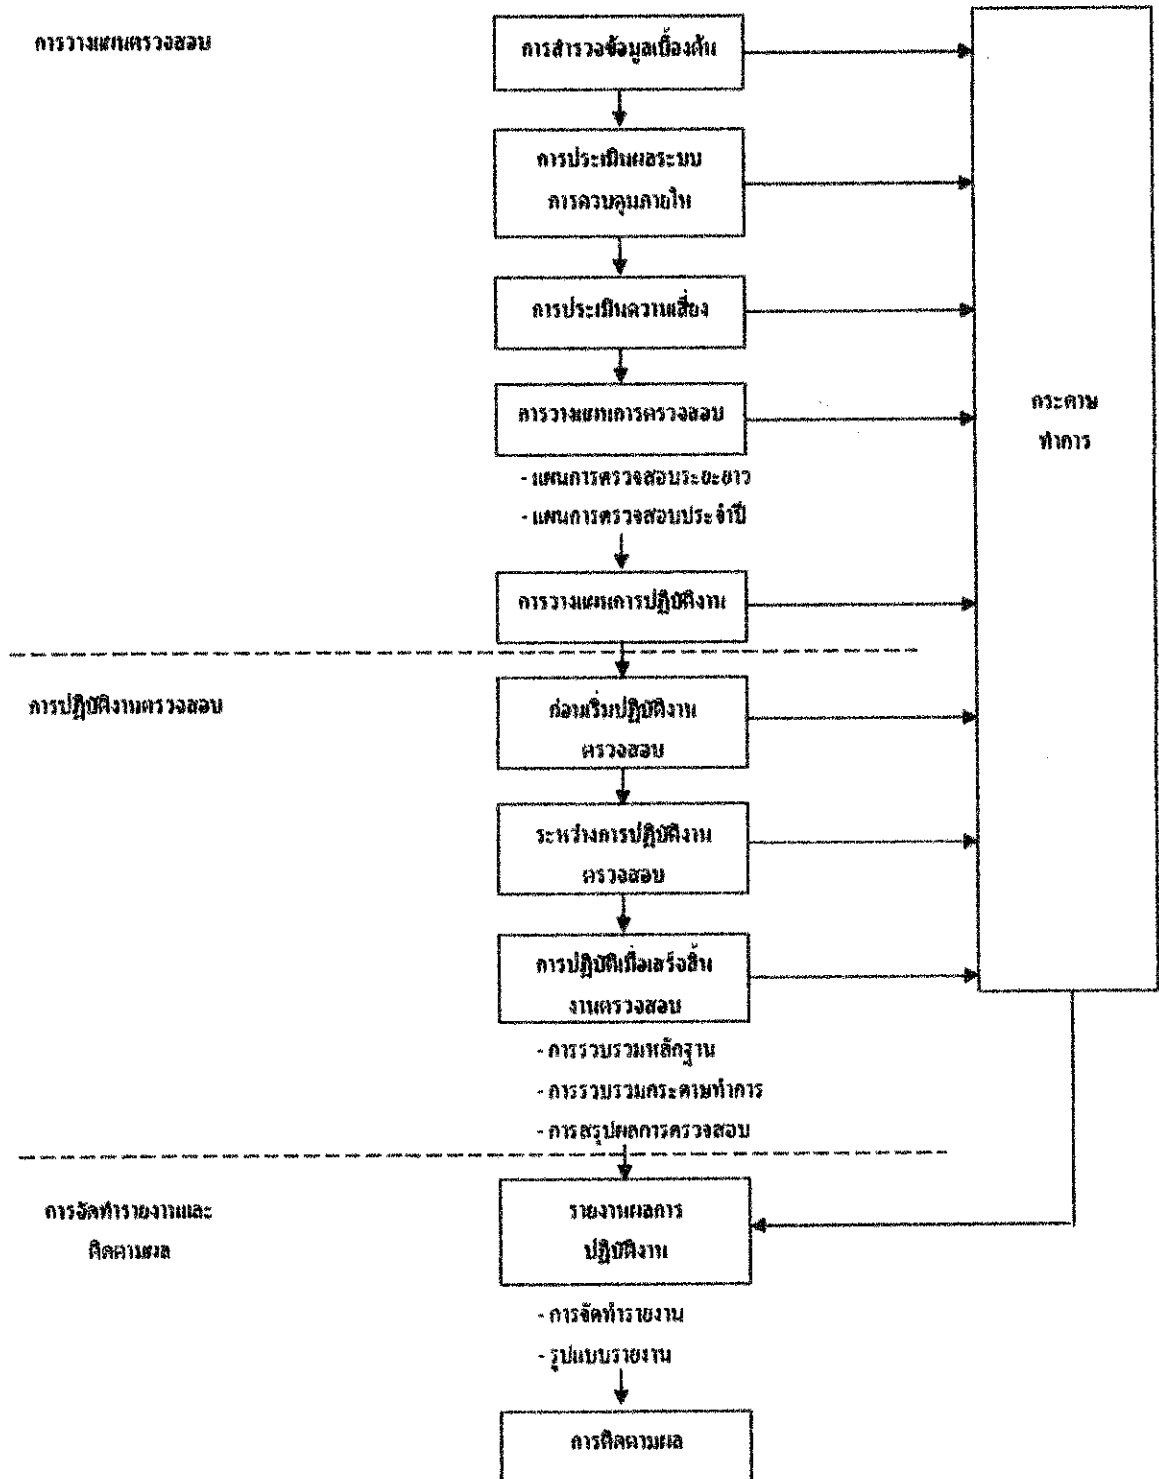 การวางแผนตรวจสอบ
การสำรวจข้อมูลเบื้องต้น
การประเมินผลระบบ
การควบคุมภายใน
การประเมินความเสี่ยง
การวางแผนการตรวจสอบ
- แผนการตรวจสอบระยะยาว
- แผนการตรวจสอบประจำปี
การวางแผนการปฏิบัติงาน
กระดาษ
ทำการ
การปฏิบัติงานตรวจสอบ
ก่อนเริ่มปฏิบัติงาน
ตรวจสอบ
ระหว่างการปฏิบัติงาน
ตรวจสอบ
การปฏิบัติเมื่อเสร็จสิ้น
งานตรวจสอบ
- การรวบรวมหลักฐาน
- การรวบรวมกระดาษทำการ
- การสรุปผลการตรวจสอบ
การจัดทำรายงานและ
ติดตามผล
รายงานผลการ
ปฏิบัติงาน
- การจัดทำรายงาน
- รูปแบบรายงาน
การติดตามผล